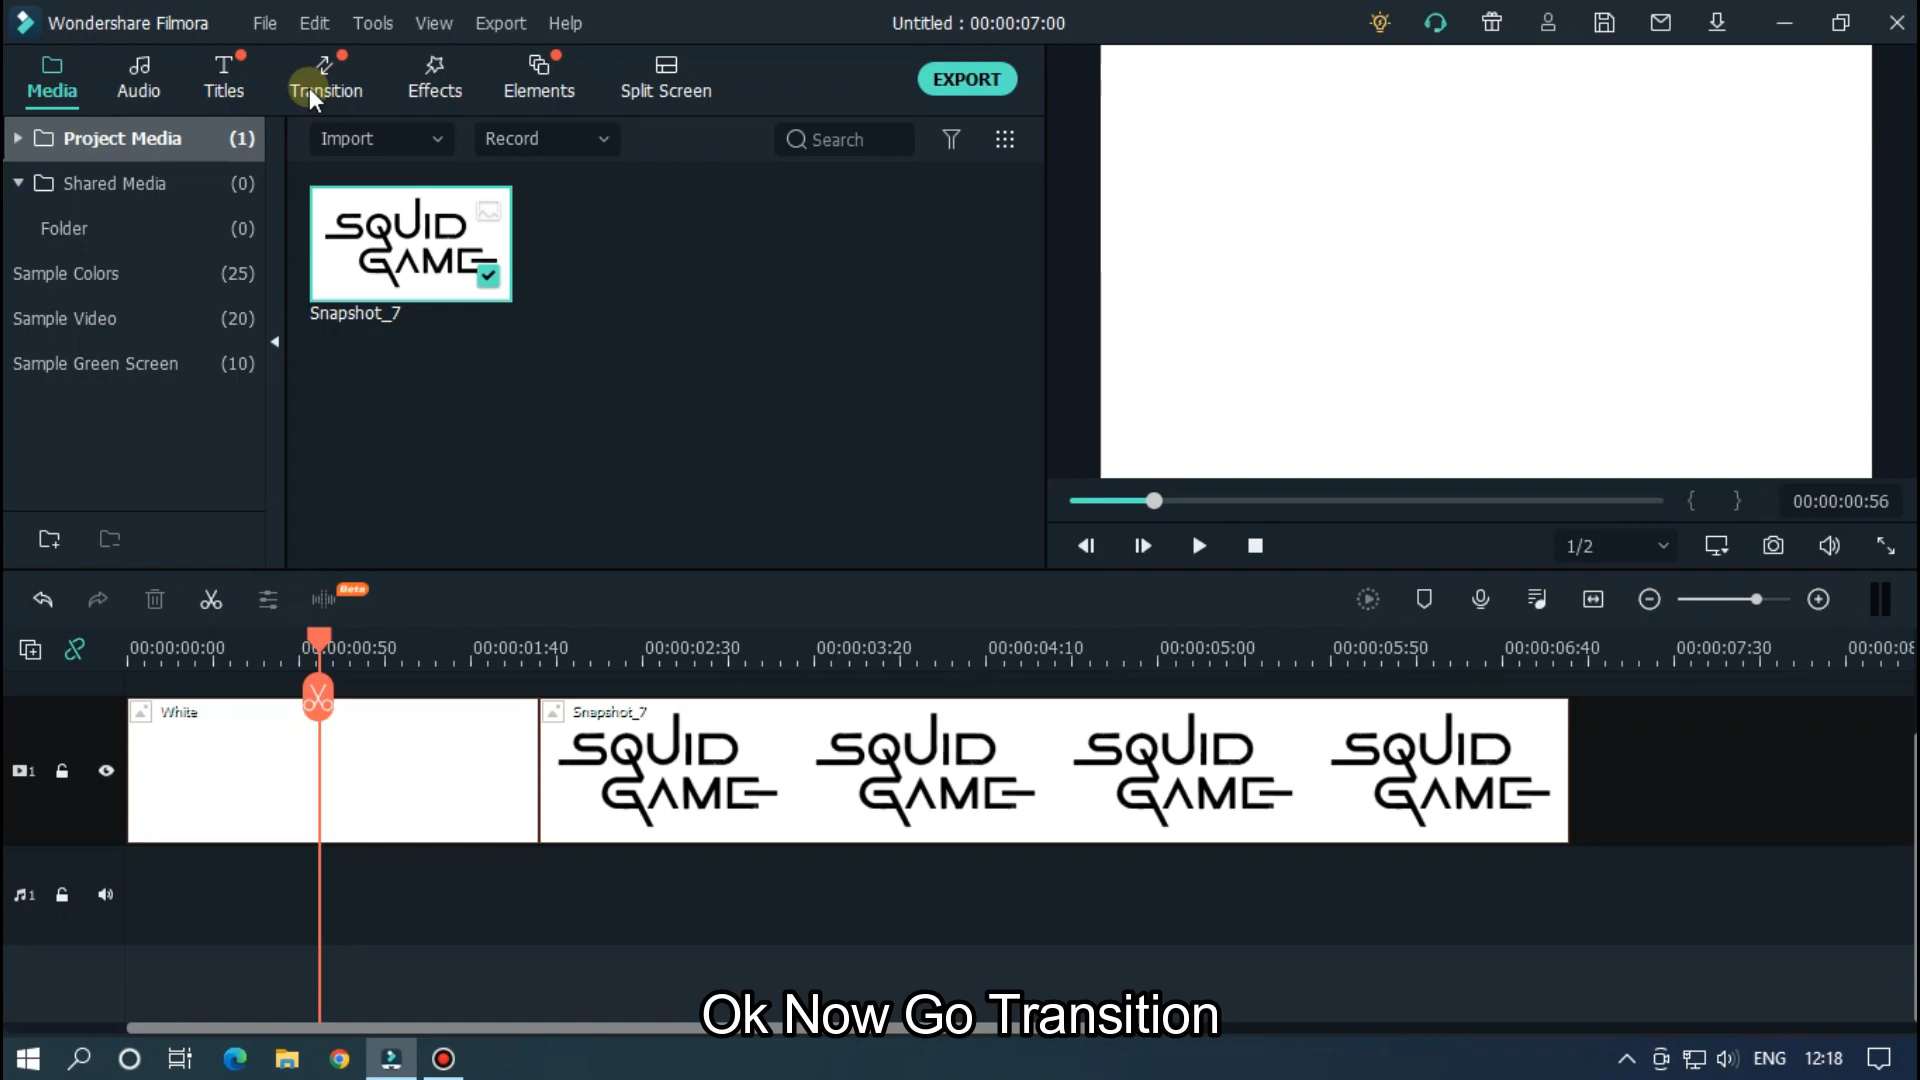 Wondershare Filmora File Edit Tools View Export Help Untitled : 00:00:07:00
Media Audio Titles Transition Effects Elements Split Screen EXPORT
Project Media (1) Import Record Search
Shared Media (0)
Folder (0)
Sample Colors (25)
Sample Video (20)
Sample Green Screen (10)
SQUID
GAME
Snapshot_7
{ } 00:00:00:56
1/2
Beta
00:00:00:00 00:00:00:50 00:00:01:40 00:00:02:30 00:00:03:20 00:00:04:10 00:00:05:00 00:00:05:50 00:00:06:40 00:00:07:30
White Snapshot_7
SQUID SQUID SQUID SQUID
GAME GAME GAME GAME
1
1
Ok Now Go Transition
ENG 12:18